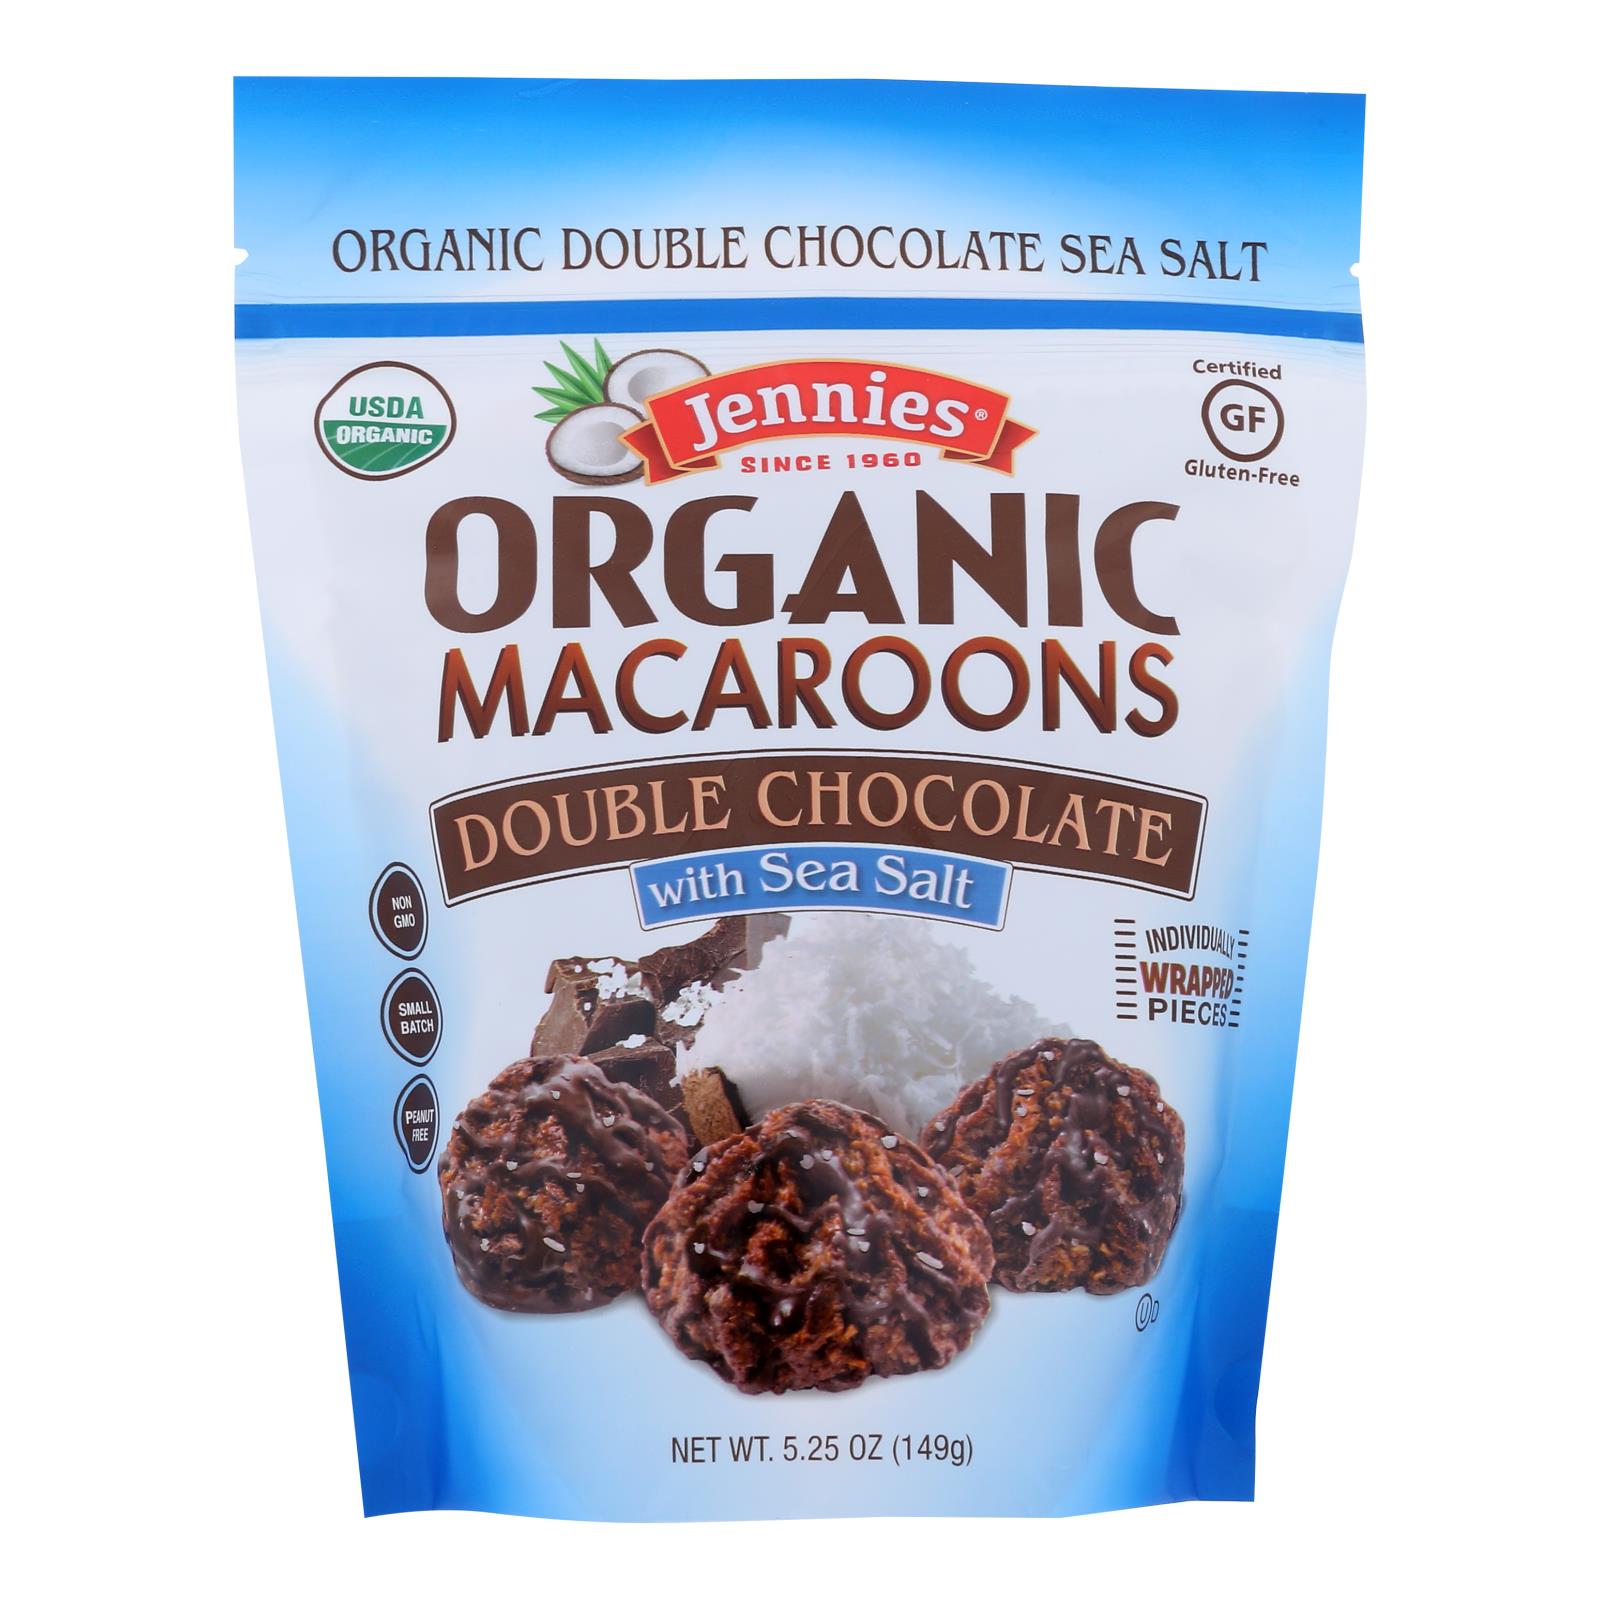 ORGANIC DOUBLE CHOCOLATE SEA SALT
USDA
ORGANIC
Jennies®
SINCE 1960
Certified
GF
Gluten-Free
ORGANIC
MACAROONS
DOUBLE CHOCOLATE
with Sea Salt
NON
GMO
SMALL
BATCH
PEANUT
FREE
INDIVIDUALLY
WRAPPED
PIECES
U D
NET WT. 5.25 OZ (149g)